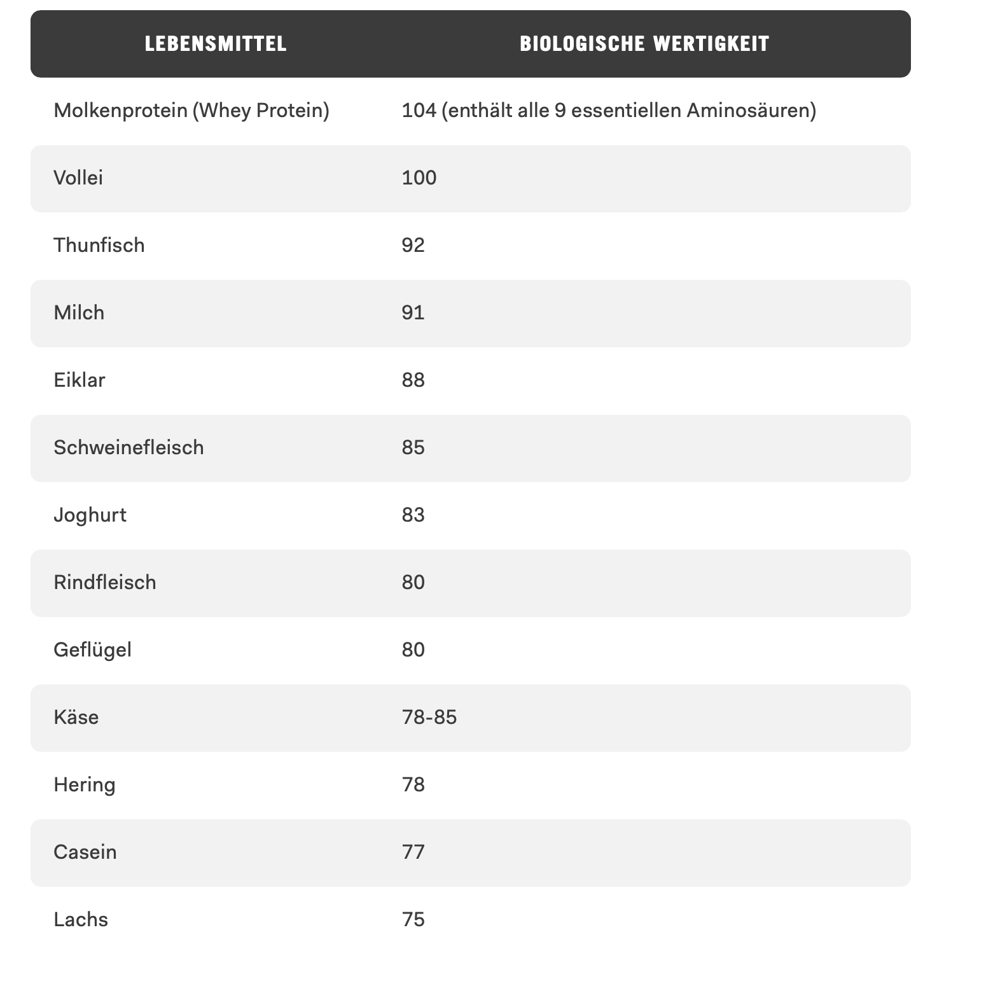 LEBENSMITTEL BIOLOGISCHE WERTIGKEIT
Molkenprotein (Whey Protein) 104 (enthält alle 9 essentiellen Aminosäuren)
Vollei 100
Thunfisch 92
Milch 91
Eiklar 88
Schweinefleisch 85
Joghurt 83
Rindfleisch 80
Geflügel 80
Käse 78-85
Hering 78
Casein 77
Lachs 75